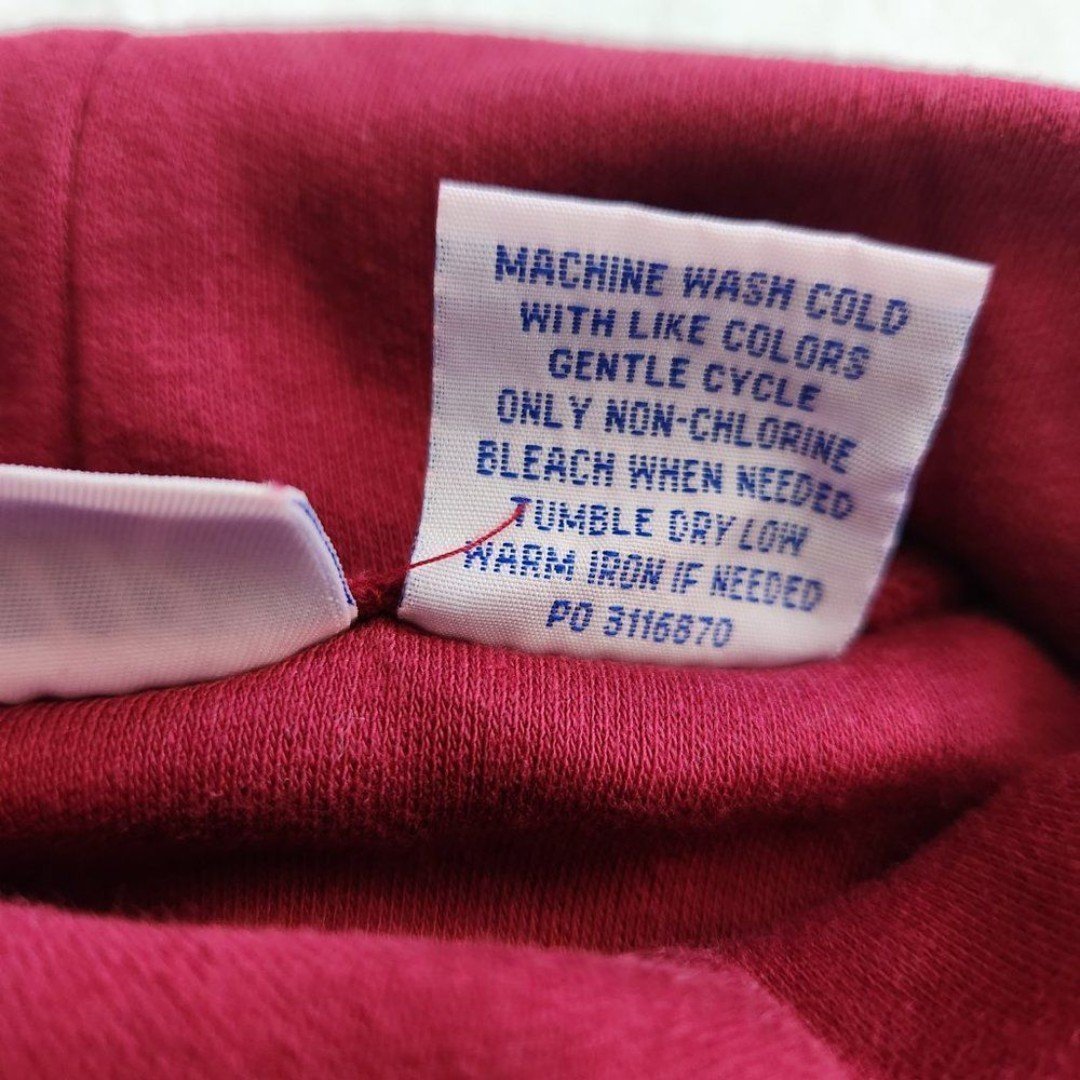 MACHINE WASH COLD
WITH LIKE COLORS
GENTLE CYCLE
ONLY NON-CHLORINE
BLEACH WHEN NEEDED
TUMBLE DRY LOW
WARM IRON IF NEEDED
PO 3116870